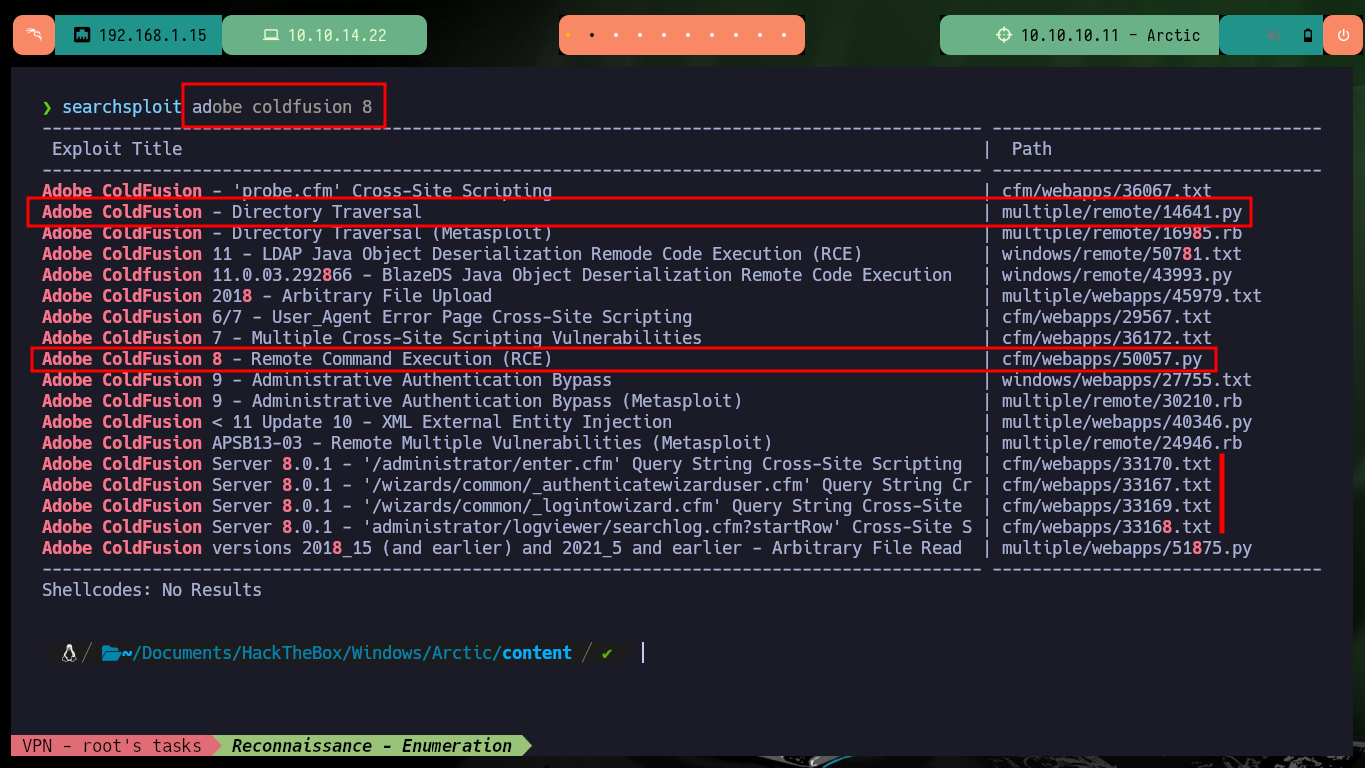 192.168.1.15 10.10.14.22 10.10.10.11 - Arctic
❯ searchsploit adobe coldfusion 8
---------------------------------------------------------------------------------------------- ---------------------------------
Exploit Title | Path
---------------------------------------------------------------------------------------------- ---------------------------------
Adobe ColdFusion - 'probe.cfm' Cross-Site Scripting | cfm/webapps/36067.txt
Adobe ColdFusion - Directory Traversal | multiple/remote/14641.py
Adobe ColdFusion - Directory Traversal (Metasploit) | multiple/remote/16985.rb
Adobe ColdFusion 11 - LDAP Java Object Deserialization Remode Code Execution (RCE) | windows/remote/50781.txt
Adobe Coldfusion 11.0.03.292866 - BlazeDS Java Object Deserialization Remote Code Execution | windows/remote/43993.py
Adobe ColdFusion 2018 - Arbitrary File Upload | multiple/webapps/45979.txt
Adobe ColdFusion 6/7 - User_Agent Error Page Cross-Site Scripting | cfm/webapps/29567.txt
Adobe ColdFusion 7 - Multiple Cross-Site Scripting Vulnerabilities | cfm/webapps/36172.txt
Adobe ColdFusion 8 - Remote Command Execution (RCE) | cfm/webapps/50057.py
Adobe ColdFusion 9 - Administrative Authentication Bypass | windows/webapps/27755.txt
Adobe ColdFusion 9 - Administrative Authentication Bypass (Metasploit) | multiple/remote/30210.rb
Adobe ColdFusion < 11 Update 10 - XML External Entity Injection | multiple/webapps/40346.py
Adobe ColdFusion APSB13-03 - Remote Multiple Vulnerabilities (Metasploit) | multiple/remote/24946.rb
Adobe ColdFusion Server 8.0.1 - '/administrator/enter.cfm' Query String Cross-Site Scripting | cfm/webapps/33170.txt
Adobe ColdFusion Server 8.0.1 - '/wizards/common/_authenticatewizarduser.cfm' Query String Cr | cfm/webapps/33167.txt
Adobe ColdFusion Server 8.0.1 - '/wizards/common/_logintowizard.cfm' Query String Cross-Site | cfm/webapps/33169.txt
Adobe ColdFusion Server 8.0.1 - 'administrator/logviewer/searchlog.cfm?startRow' Cross-Site S | cfm/webapps/33168.txt
Adobe ColdFusion versions 2018_15 (and earlier) and 2021_5 and earlier - Arbitrary File Read | multiple/webapps/51875.py
---------------------------------------------------------------------------------------------- ---------------------------------
Shellcodes: No Results
/ ~/Documents/HackTheBox/Windows/Arctic/content / ✔
VPN - root's tasks Reconnaissance - Enumeration